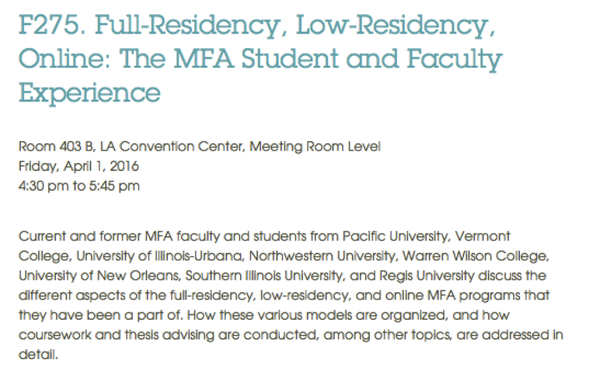 F275. Full-Residency, Low-Residency,
Online: The MFA Student and Faculty
Experience
Room 403 B, LA Convention Center, Meeting Room Level
Friday, April 1, 2016
4:30 pm to 5:45 pm
Current and former MFA faculty and students from Pacific University, Vermont
College, University of Illinois-Urbana, Northwestern University, Warren Wilson College,
University of New Orleans, Southern Illinois University, and Regis University discuss the
different aspects of the full-residency, low-residency, and online MFA programs that
they have been a part of. How these various models are organized, and how
coursework and thesis advising are conducted, among other topics, are addressed in
detail.